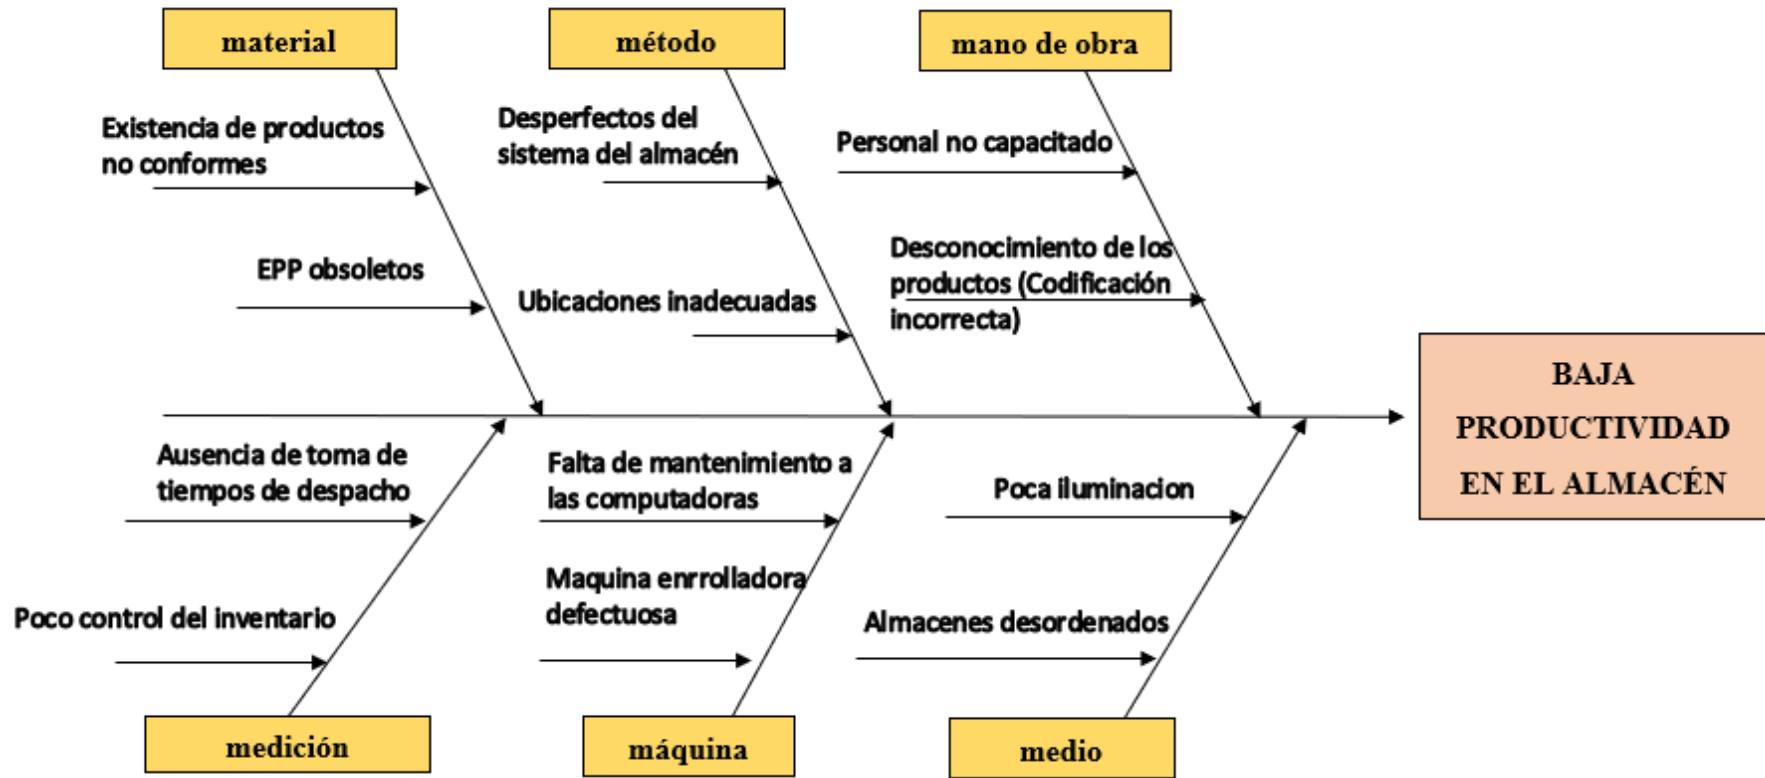 material
método
mano de obra
Existencia de productos
no conformes
Desperfectos del
sistema del almacén
Personal no capacitado
EPP obsoletos
Ubicaciones inadecuadas
Desconocimiento de los
productos (Codificación
incorrecta)
BAJA
PRODUCTIVIDAD
EN EL ALMACÉN
Ausencia de toma de
tiempos de despacho
Falta de mantenimiento a
las computadoras
Poca iluminacion
Poco control del inventario
Maquina enrrolladora
defectuosa
Almacenes desordenados
medición
máquina
medio